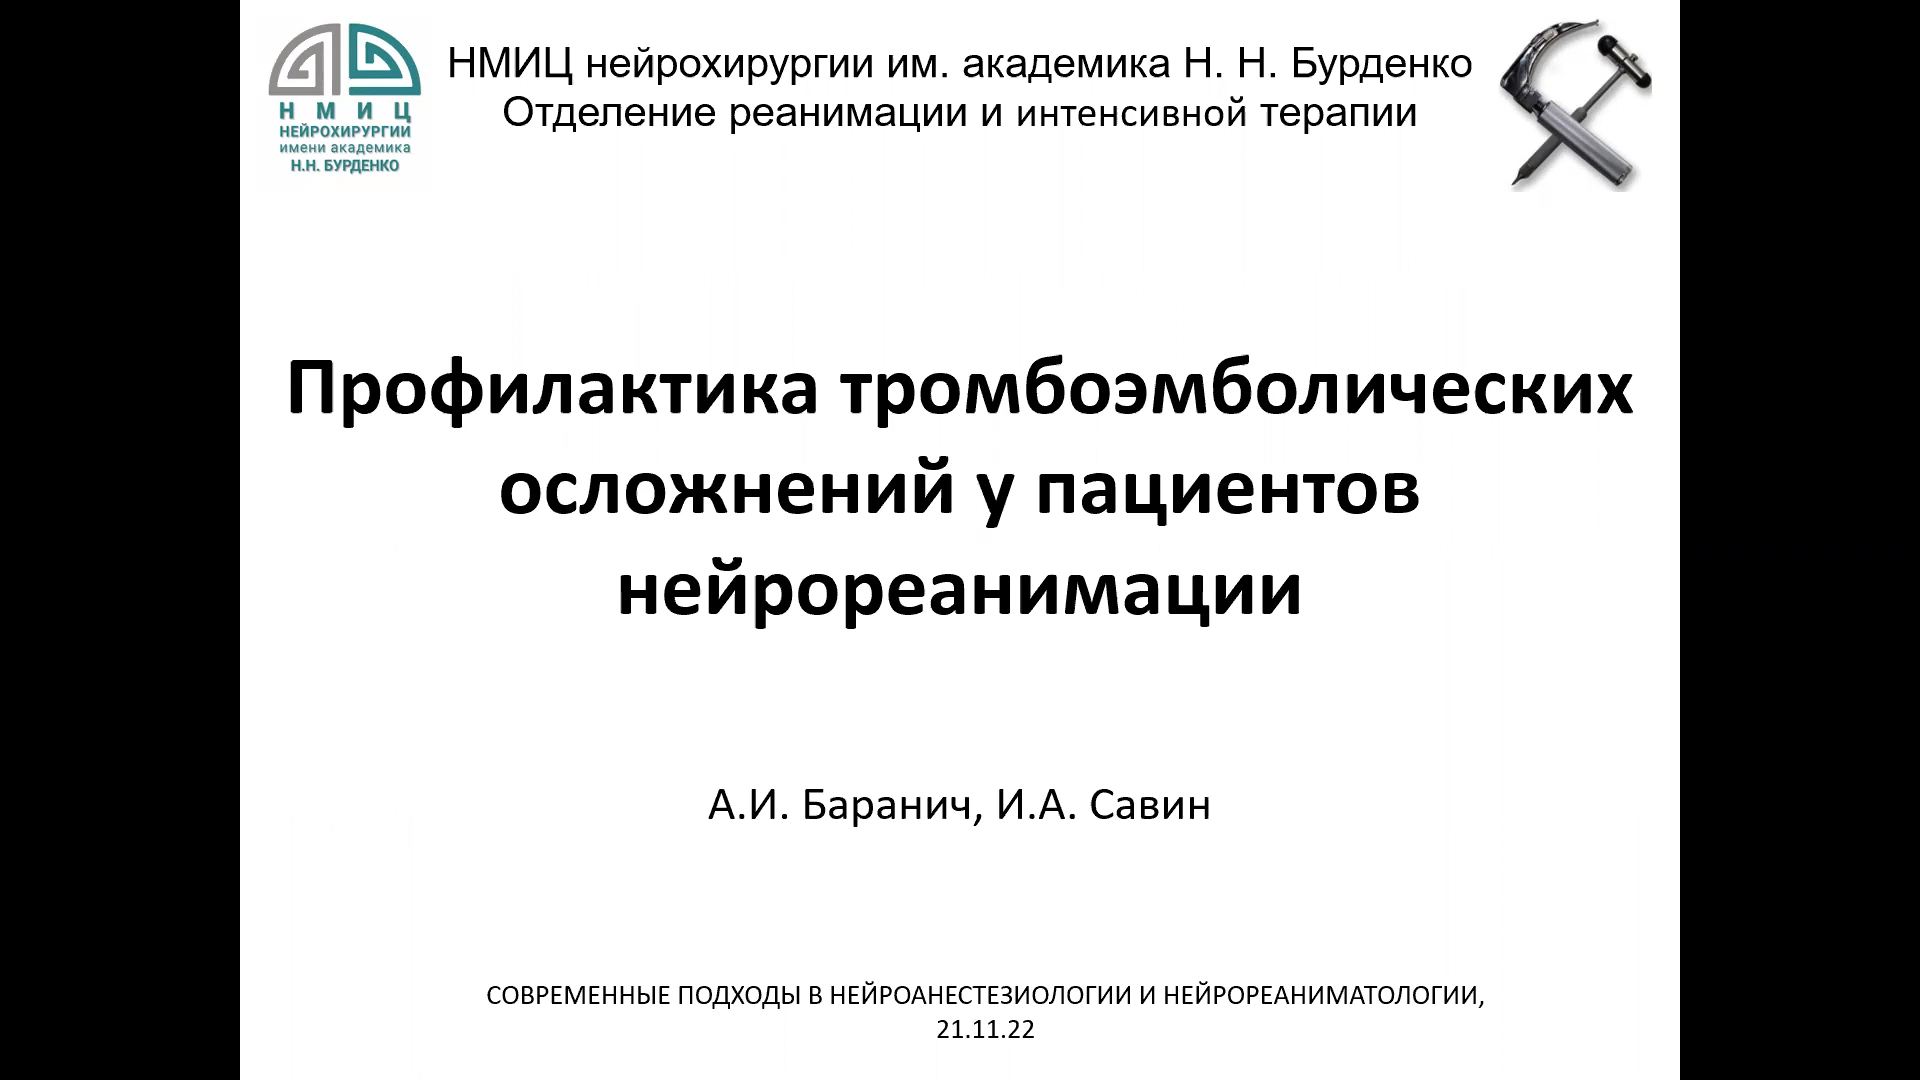 НМИЦ
НЕЙРОХИРУРГИИ
имени академика
Н.Н. БУРДЕНКО
НМИЦ нейрохирургии им. академика Н. Н. Бурденко
Отделение реанимации и интенсивной терапии
Профилактика тромбоэмболических
осложнений у пациентов
нейрореанимации
А.И. Баранич, И.А. Савин
СОВРЕМЕННЫЕ ПОДХОДЫ В НЕЙРОАНЕСТЕЗИОЛОГИИ И НЕЙРОРЕАНИМАТОЛОГИИ,
21.11.22